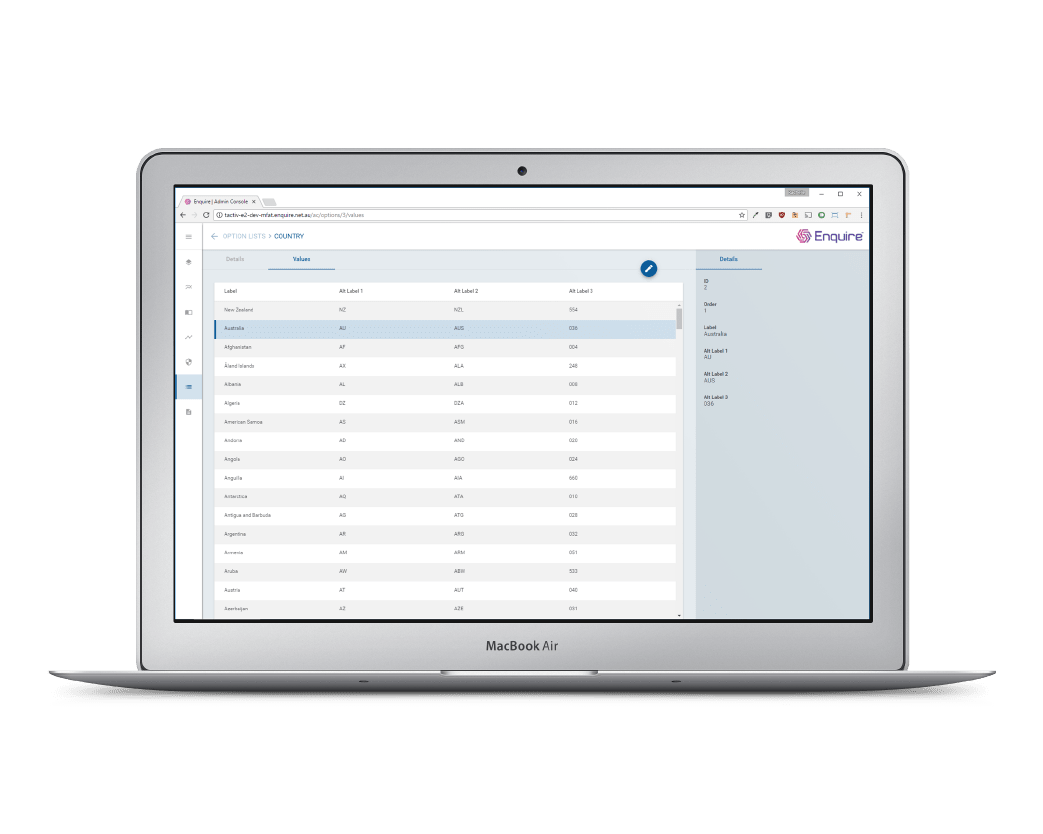 Enquire | Admin Console
tactiv-e2-dev-mfat.enquire.net.au/ac/options/3/values
OPTION LISTS > COUNTRY
Enquire
Details Values
Details
Label Alt Label 1 Alt Label 2 Alt Label 3
New Zealand NZ NZL 554
Australia AU AUS 036
Afghanistan AF AFG 004
Åland Islands AX ALA 248
Albania AL ALB 008
Algeria DZ DZA 012
American Samoa AS ASM 016
Andorra AD AND 020
Angola AO AGO 024
Anguilla AI AIA 660
Antarctica AQ ATA 010
Antigua and Barbuda AG ATG 028
Argentina AR ARG 032
Armenia AM ARM 051
Aruba AW ABW 533
Austria AT AUT 040
Azerbaijan AZ AZE 031
ID
2
Order
1
Label
Australia
Alt Label 1
AU
Alt Label 2
AUS
Alt Label 3
036
MacBook Air